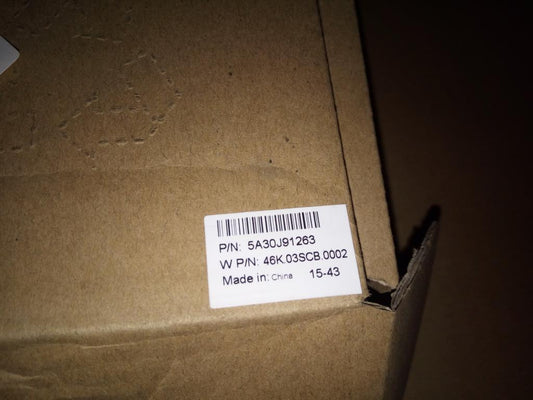 P/N: 5A30J91263
W P/N: 46K.03SCB.0002
Made in: China 15-43